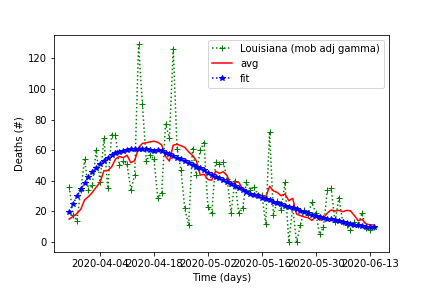 Louisiana (mob adj gamma)
avg
fit
Deaths (#)
120
100
80
60
40
20
0
2020-04-04 2020-04-18 2020-05-02 2020-05-16 2020-05-30 2020-06-13
Time (days)